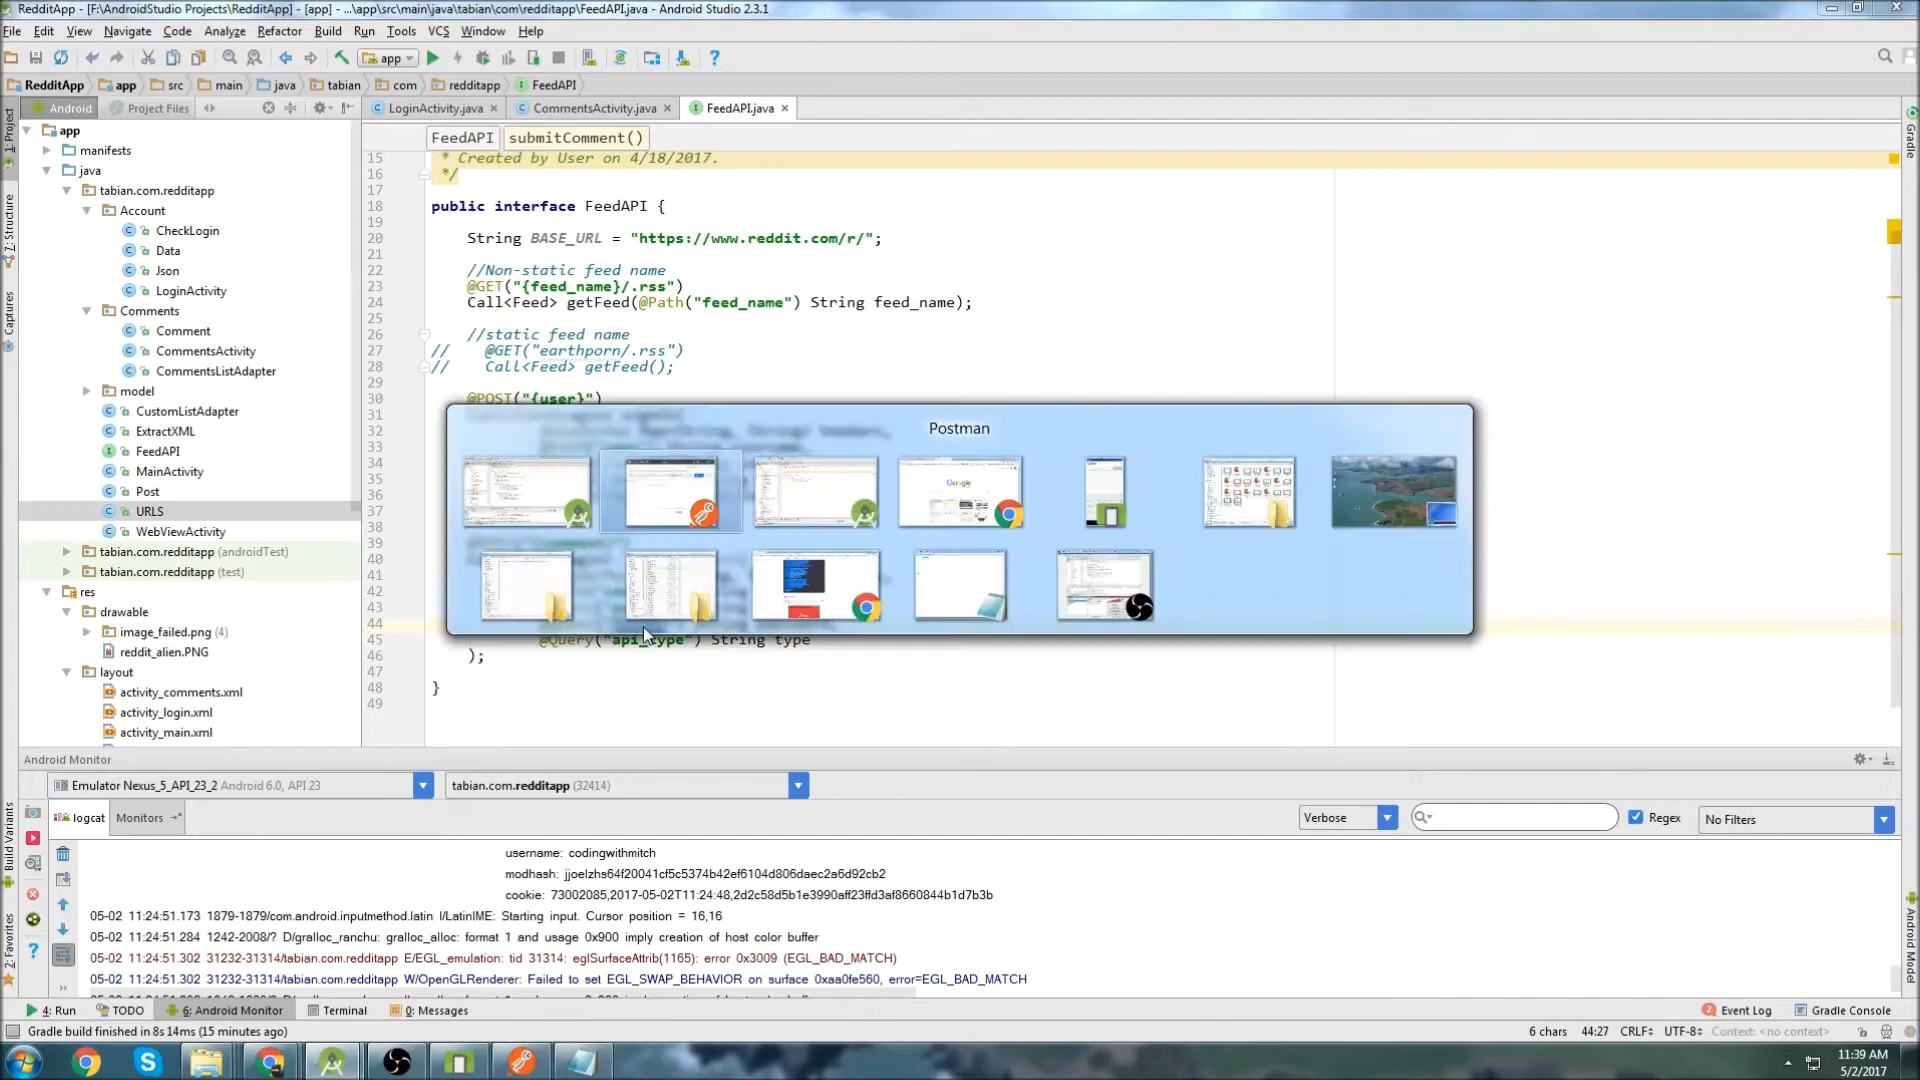 RedditApp - [F:\AndroidStudio Projects\RedditApp] - [app] - ...\app\src\main\java\tabian\com\redditapp\FeedAPI.java - Android Studio 2.3.1
File Edit View Navigate Code Analyze Refactor Build Run Tools VCS Window Help
app
RedditApp app src main java tabian com redditapp FeedAPI
Android Project Files LoginActivity.java CommentsActivity.java FeedAPI.java
1: Project
Z: Structure
Captures
Build Variants
2: Favorites
Gradle
Android Model
app
manifests
java
tabian.com.redditapp
Account
CheckLogin
Data
Json
LoginActivity
Comments
Comment
CommentsActivity
CommentsListAdapter
model
CustomListAdapter
ExtractXML
FeedAPI
MainActivity
Post
URLS
WebViewActivity
tabian.com.redditapp (androidTest)
tabian.com.redditapp (test)
res
drawable
image_failed.png (4)
reddit_alien.PNG
layout
activity_comments.xml
activity_login.xml
activity_main.xml
FeedAPI submitComment()
15 * Created by User on 4/18/2017.
16 */
17
18 public interface FeedAPI {
19
20 String BASE_URL = "https://www.reddit.com/r/";
21
22 //Non-static feed name
23 @GET("{feed_name}/.rss")
24 Call<Feed> getFeed(@Path("feed_name") String feed_name);
25
26 //static feed name
27 // @GET("earthporn/.rss")
28 // Call<Feed> getFeed();
29
30 @POST("{user}")
31
32
33
34
35
36
37
38
39
40
41
42
43
44
45 @Query("api_type") String type
46 );
47
48 }
49
Postman
Google
Android Monitor
Emulator Nexus_5_API_23_2 Android 6.0, API 23
tabian.com.redditapp (32414)
logcat Monitors
Verbose
Regex
No Filters
username: codingwithmitch
modhash: jjoelzhs64f20041cf5c5374b42ef6104d806daec2a6d92cb2
cookie: 73002085,2017-05-02T11:24:48,2d2c58d5b1e3990aff23ffd3af8660844b1d7b3b
05-02 11:24:51.173 1879-1879/com.android.inputmethod.latin I/LatinIME: Starting input. Cursor position = 16,16
05-02 11:24:51.284 1242-2008/? D/gralloc_ranchu: gralloc_alloc: format 1 and usage 0x900 imply creation of host color buffer
05-02 11:24:51.302 31232-31314/tabian.com.redditapp E/EGL_emulation: tid 31314: eglSurfaceAttrib(1165): error 0x3009 (EGL_BAD_MATCH)
05-02 11:24:51.302 31232-31314/tabian.com.redditapp W/OpenGLRenderer: Failed to set EGL_SWAP_BEHAVIOR on surface 0xaa0fe560, error=EGL_BAD_MATCH
4: Run TODO 6: Android Monitor Terminal 0: Messages Event Log Gradle Console
Gradle build finished in 8s 14ms (15 minutes ago)
6 chars 44:27 CRLF UTF-8 Context: <no context>
11:39 AM
5/2/2017